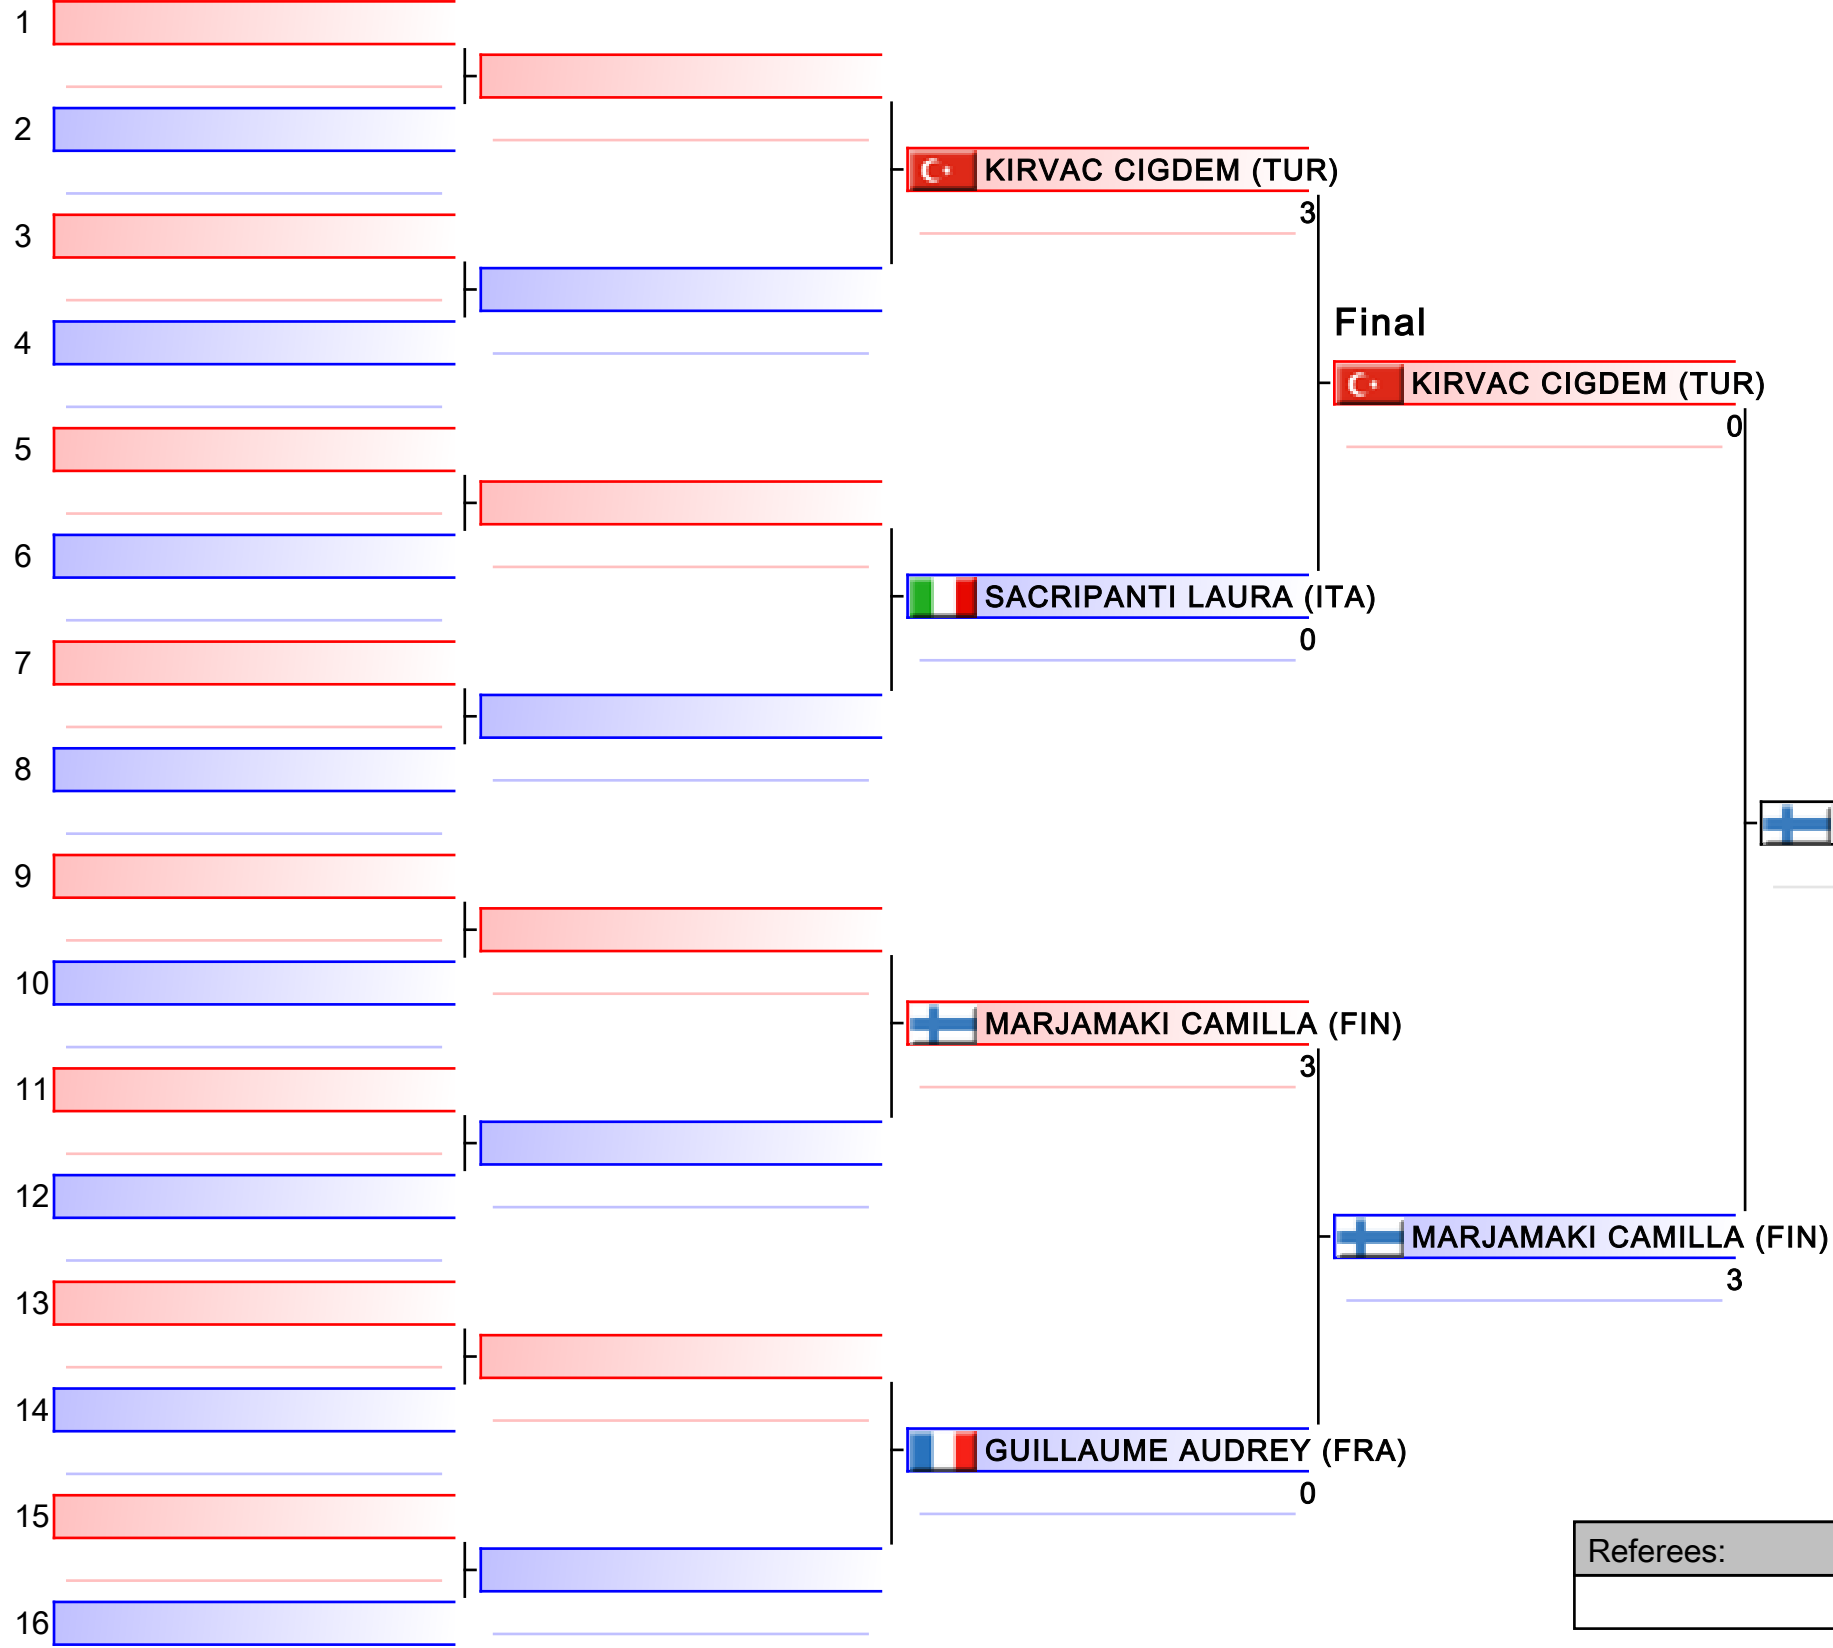 1
2
KIRVAC CIGDEM (TUR)
3
3
Final
4
KIRVAC CIGDEM (TUR)
0
5
6
SACRIPANTI LAURA (ITA)
0
7
8
9
10
MARJAMAKI CAMILLA (FIN)
3
11
12
MARJAMAKI CAMILLA (FIN)
3
13
14
GUILLAUME AUDREY (FRA)
0
15
Referees:
16